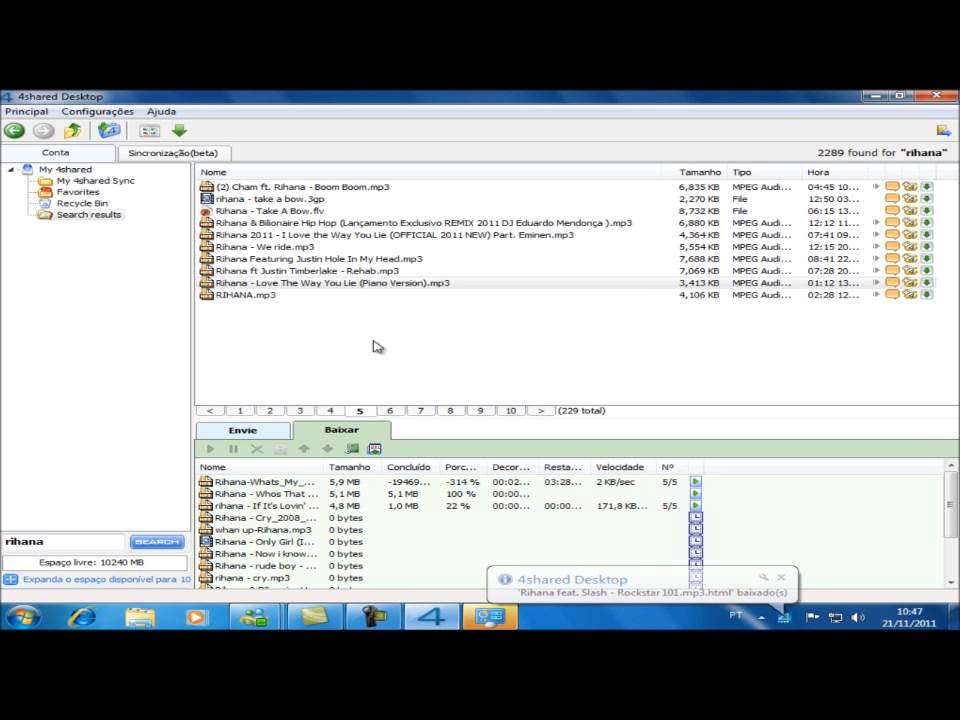 4shared Desktop
Principal Configurações Ajuda
Conta Sincronização(beta) 2289 found for "rihana"
My 4shared
My 4shared Sync
Favorites
Recycle Bin
Search results
Nome Tamanho Tipo Hora
(2) Cham ft. Rihana - Boom Boom.mp3 6,835 KB MPEG Audi... 04:45 10...
rihana - take a bow.3gp 2,270 KB File 12:50 03...
Rihana - Take A Bow.flv 8,732 KB File 06:15 13...
Rihana & Bilionaire Hip Hop (Lançamento Exclusivo REMIX 2011 DJ Eduardo Mendonça ).mp3 6,880 KB MPEG Audi... 12:12 11...
Rihana 2011 - I Love the Way You Lie (OFFICIAL 2011 NEW) Part. Eminen.mp3 4,364 KB MPEG Audi... 07:41 09...
Rihana - We ride.mp3 5,554 KB MPEG Audi... 12:15 20...
Rihana Featuring Justin Hole In My Head.mp3 7,688 KB MPEG Audi... 08:41 22...
Rihana ft Justin Timberlake - Rehab.mp3 7,069 KB MPEG Audi... 07:28 20...
Rihana - Love The Way You Lie (Piano Version).mp3 3,413 KB MPEG Audi... 01:12 13...
RIHANA.mp3 4,106 KB MPEG Audi... 02:28 12...
< 1 2 3 4 5 6 7 8 9 10 > (229 total)
Envie Baixar
Nome Tamanho Concluído Porc... Decor... Resta... Velocidade Nº
Rihana-Whats_My_... 5,9 MB -19469... -314 % 00:02... 03:28... 2 KB/sec 5/5
Rihana - Whos That ... 5,1 MB 5,1 MB 100 % 00:00...
rihana - If It's Lovin' ... 4,8 MB 1,0 MB 22 % 00:00... 00:00... 171,8 KB... 5/5
Rihana - Cry_2008_... 0 bytes
whan up-Rihana.mp3 0 bytes
Rihana - Only Girl (I... 0 bytes
Rihana - Now i know... 0 bytes
Rihana - rude boy - ... 0 bytes
rihana - cry.mp3 0 bytes
rihana SEARCH
Espaço livre: 10240 MB
Expanda o espaço disponível para 10
4shared Desktop
'Rihana feat. Slash - Rockstar101.mp3.html' baixado(s)
PT 10:47
21/11/2011